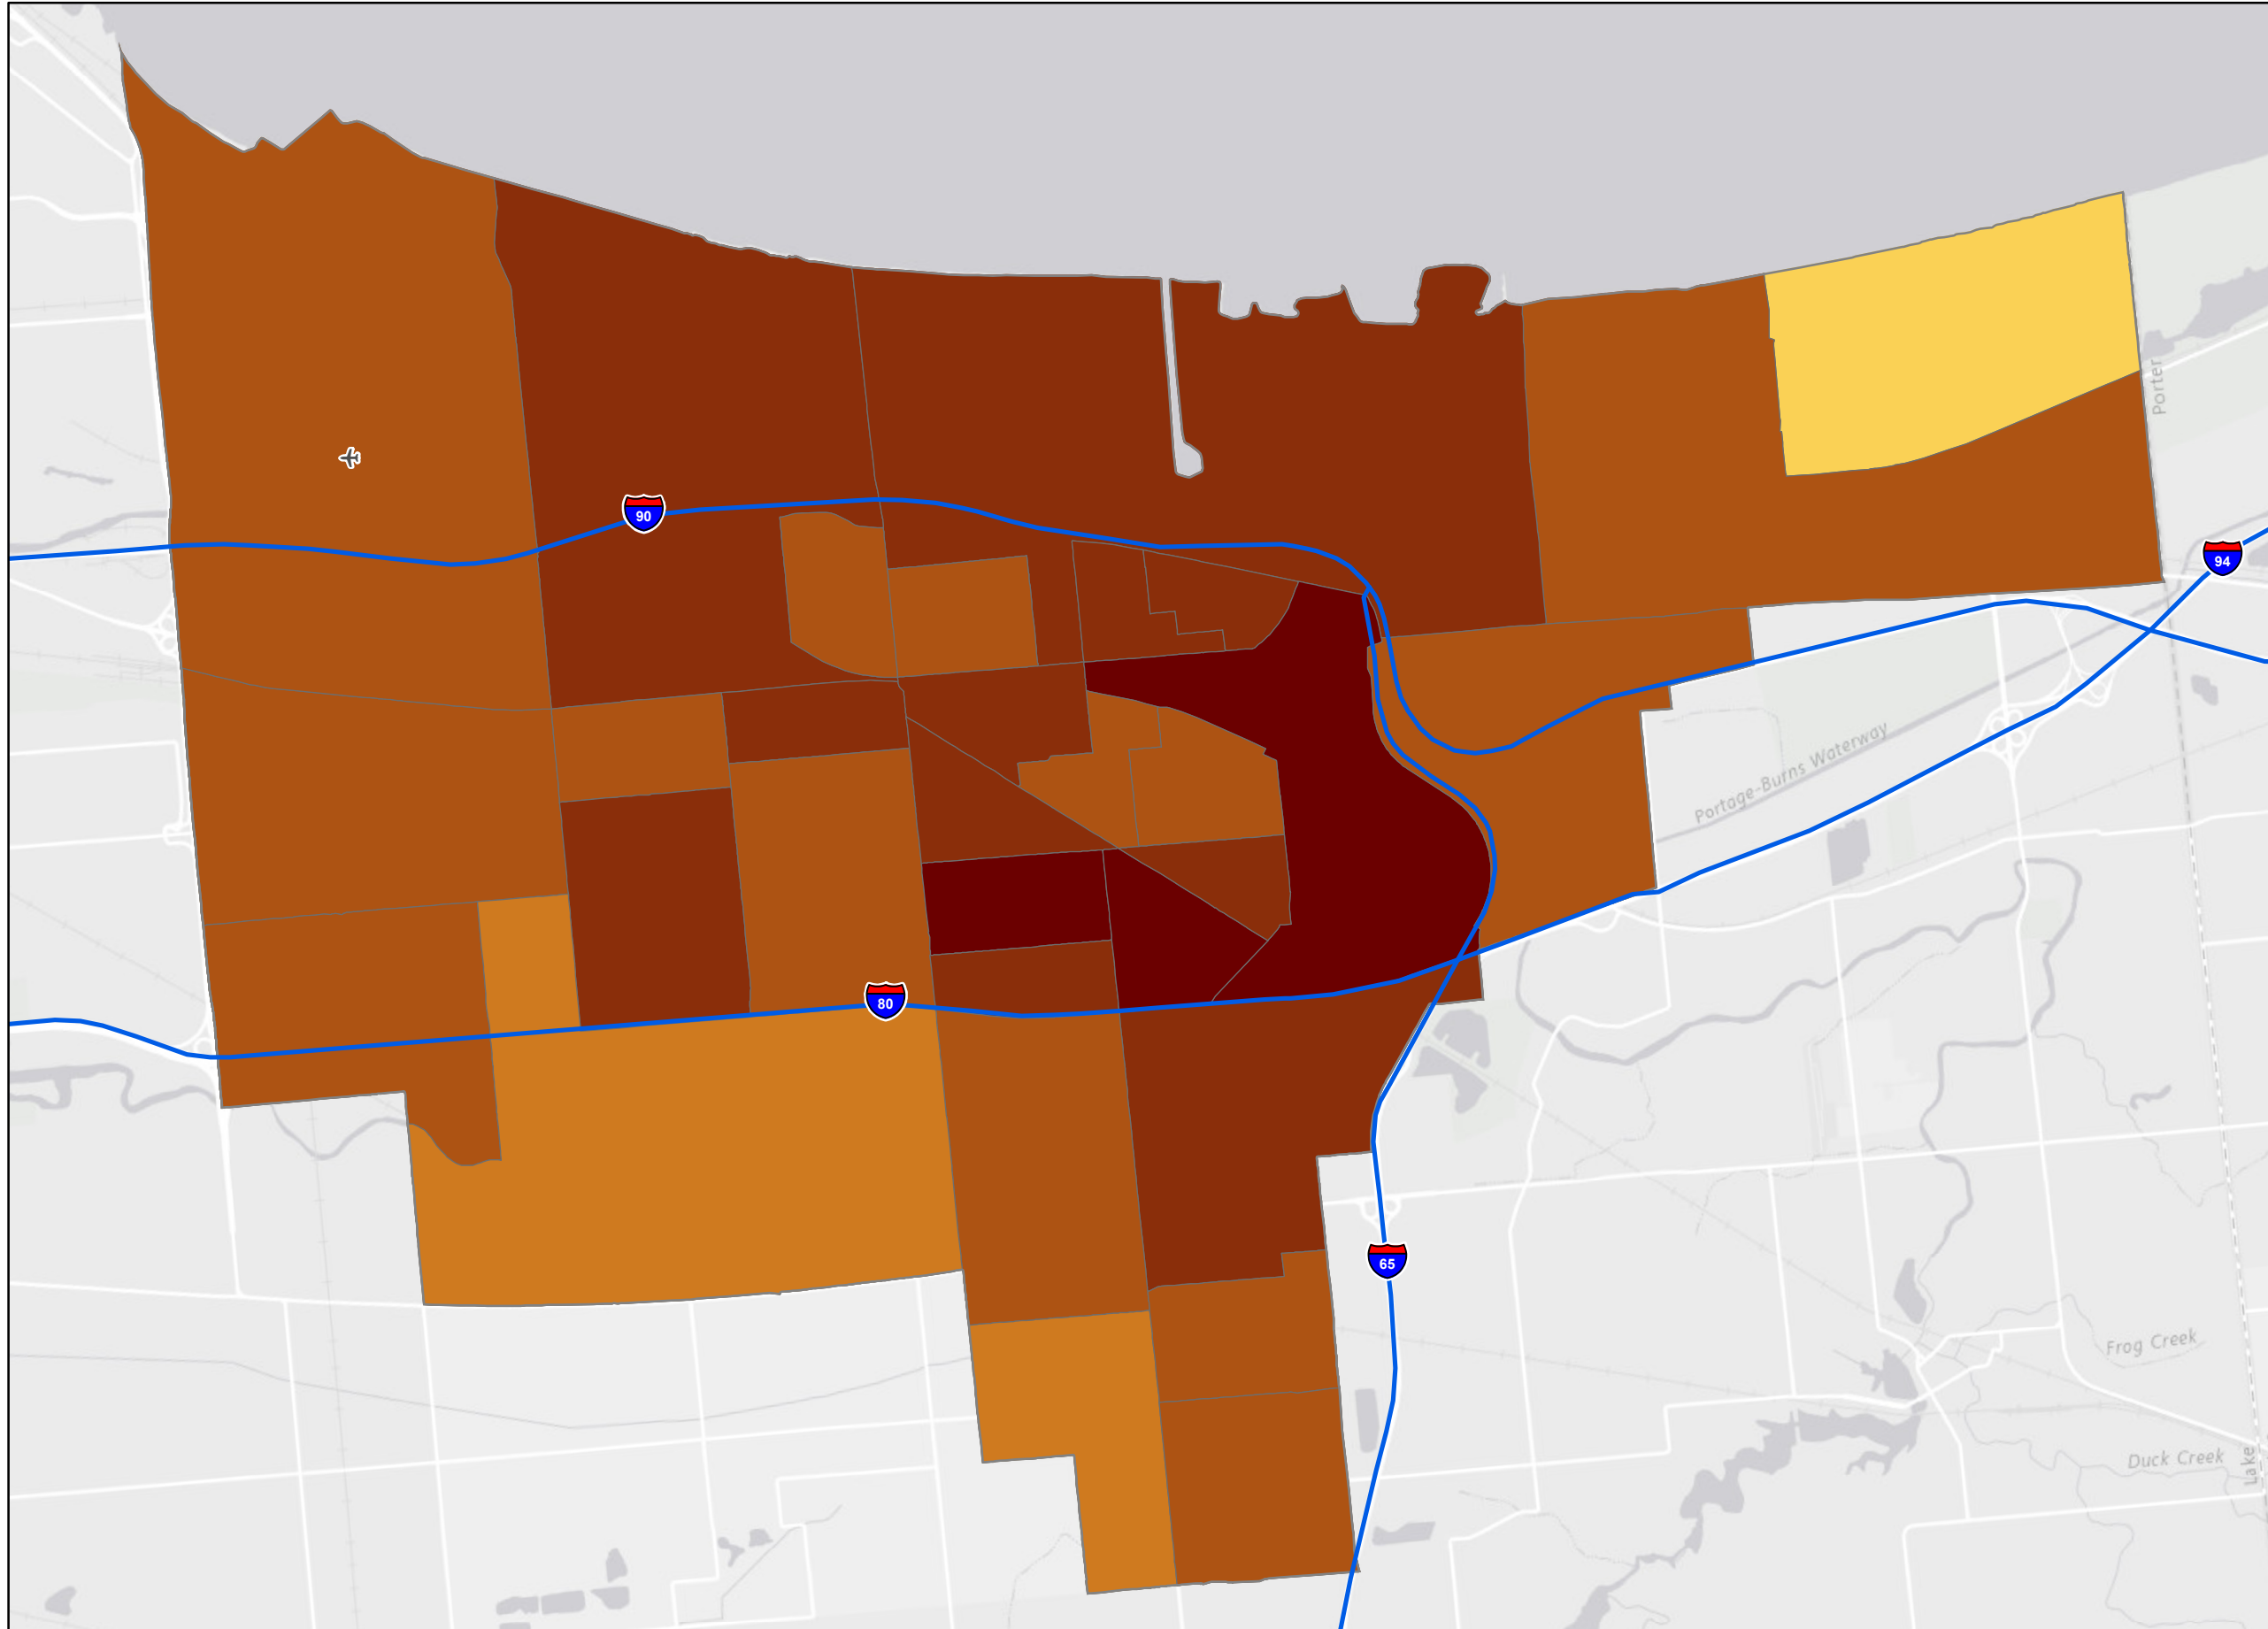 Porter
90
94
Portage-Burns Waterway
80
65
Frog Creek
Duck Creek
Lake